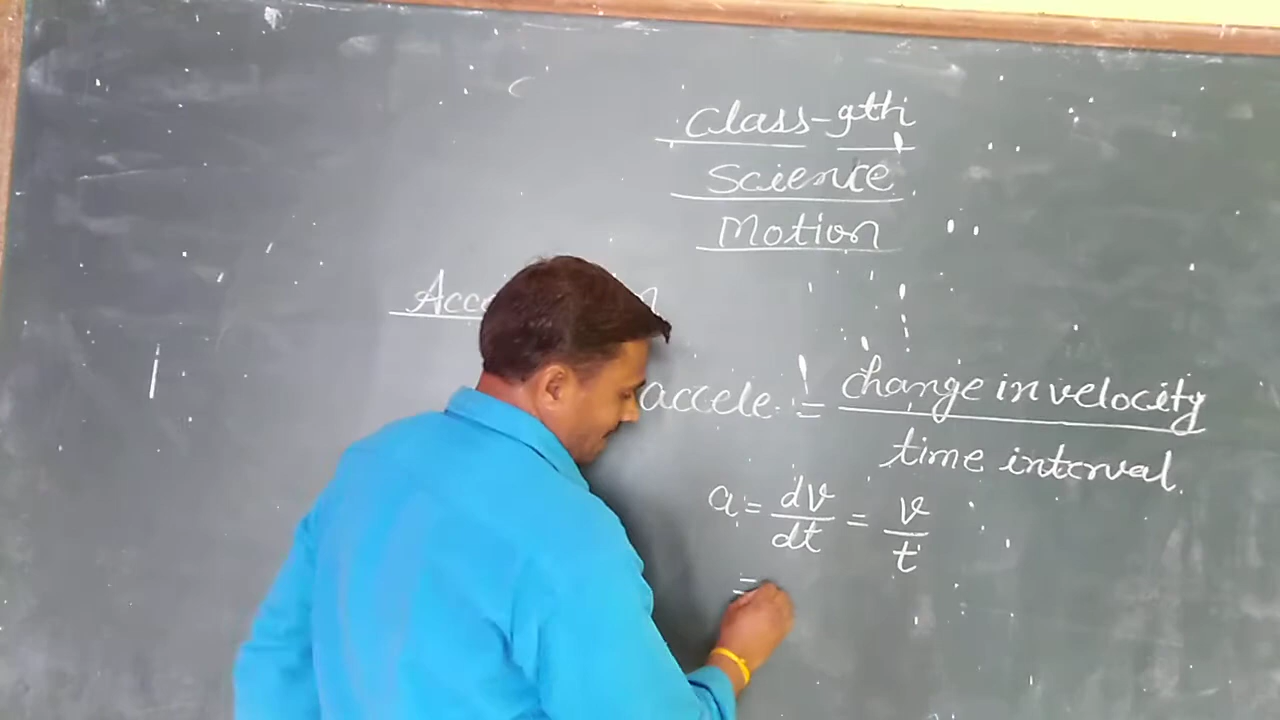 Class-9th
Science
Motion
accele. = change in velocity / time interval.
a = dv/dt = v/t
=